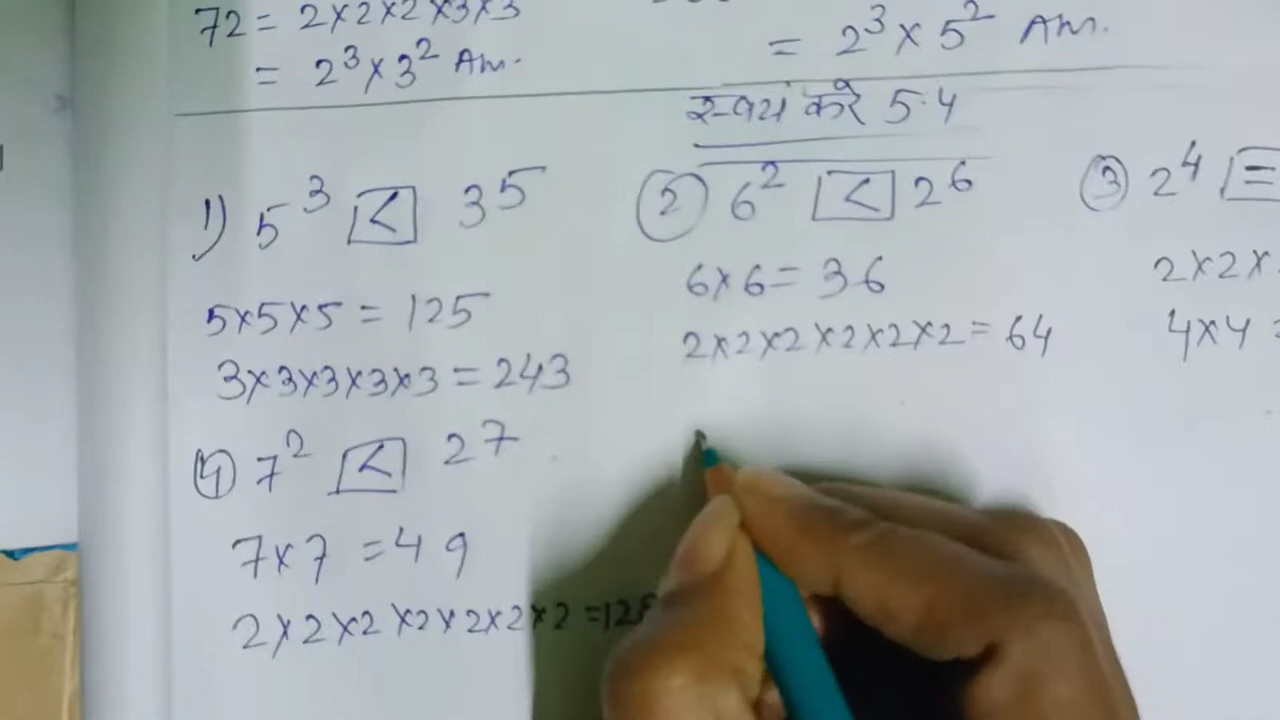 72 = 2×2×2×3×3
= 2³×3² Ans.
= 2³ × 5² Ans.
स्वयं करे 5.4
1) 5³ < 3⁵
5×5×5 = 125
3×3×3×3×3 = 243
② 6² < 2⁶
6×6 = 36
2×2×2×2×2×2 = 64
③ 2⁴ =
2×2×
4×4 =
④ 7² < 2⁷
7×7 = 49
2×2×2×2×2×2×2 = 128